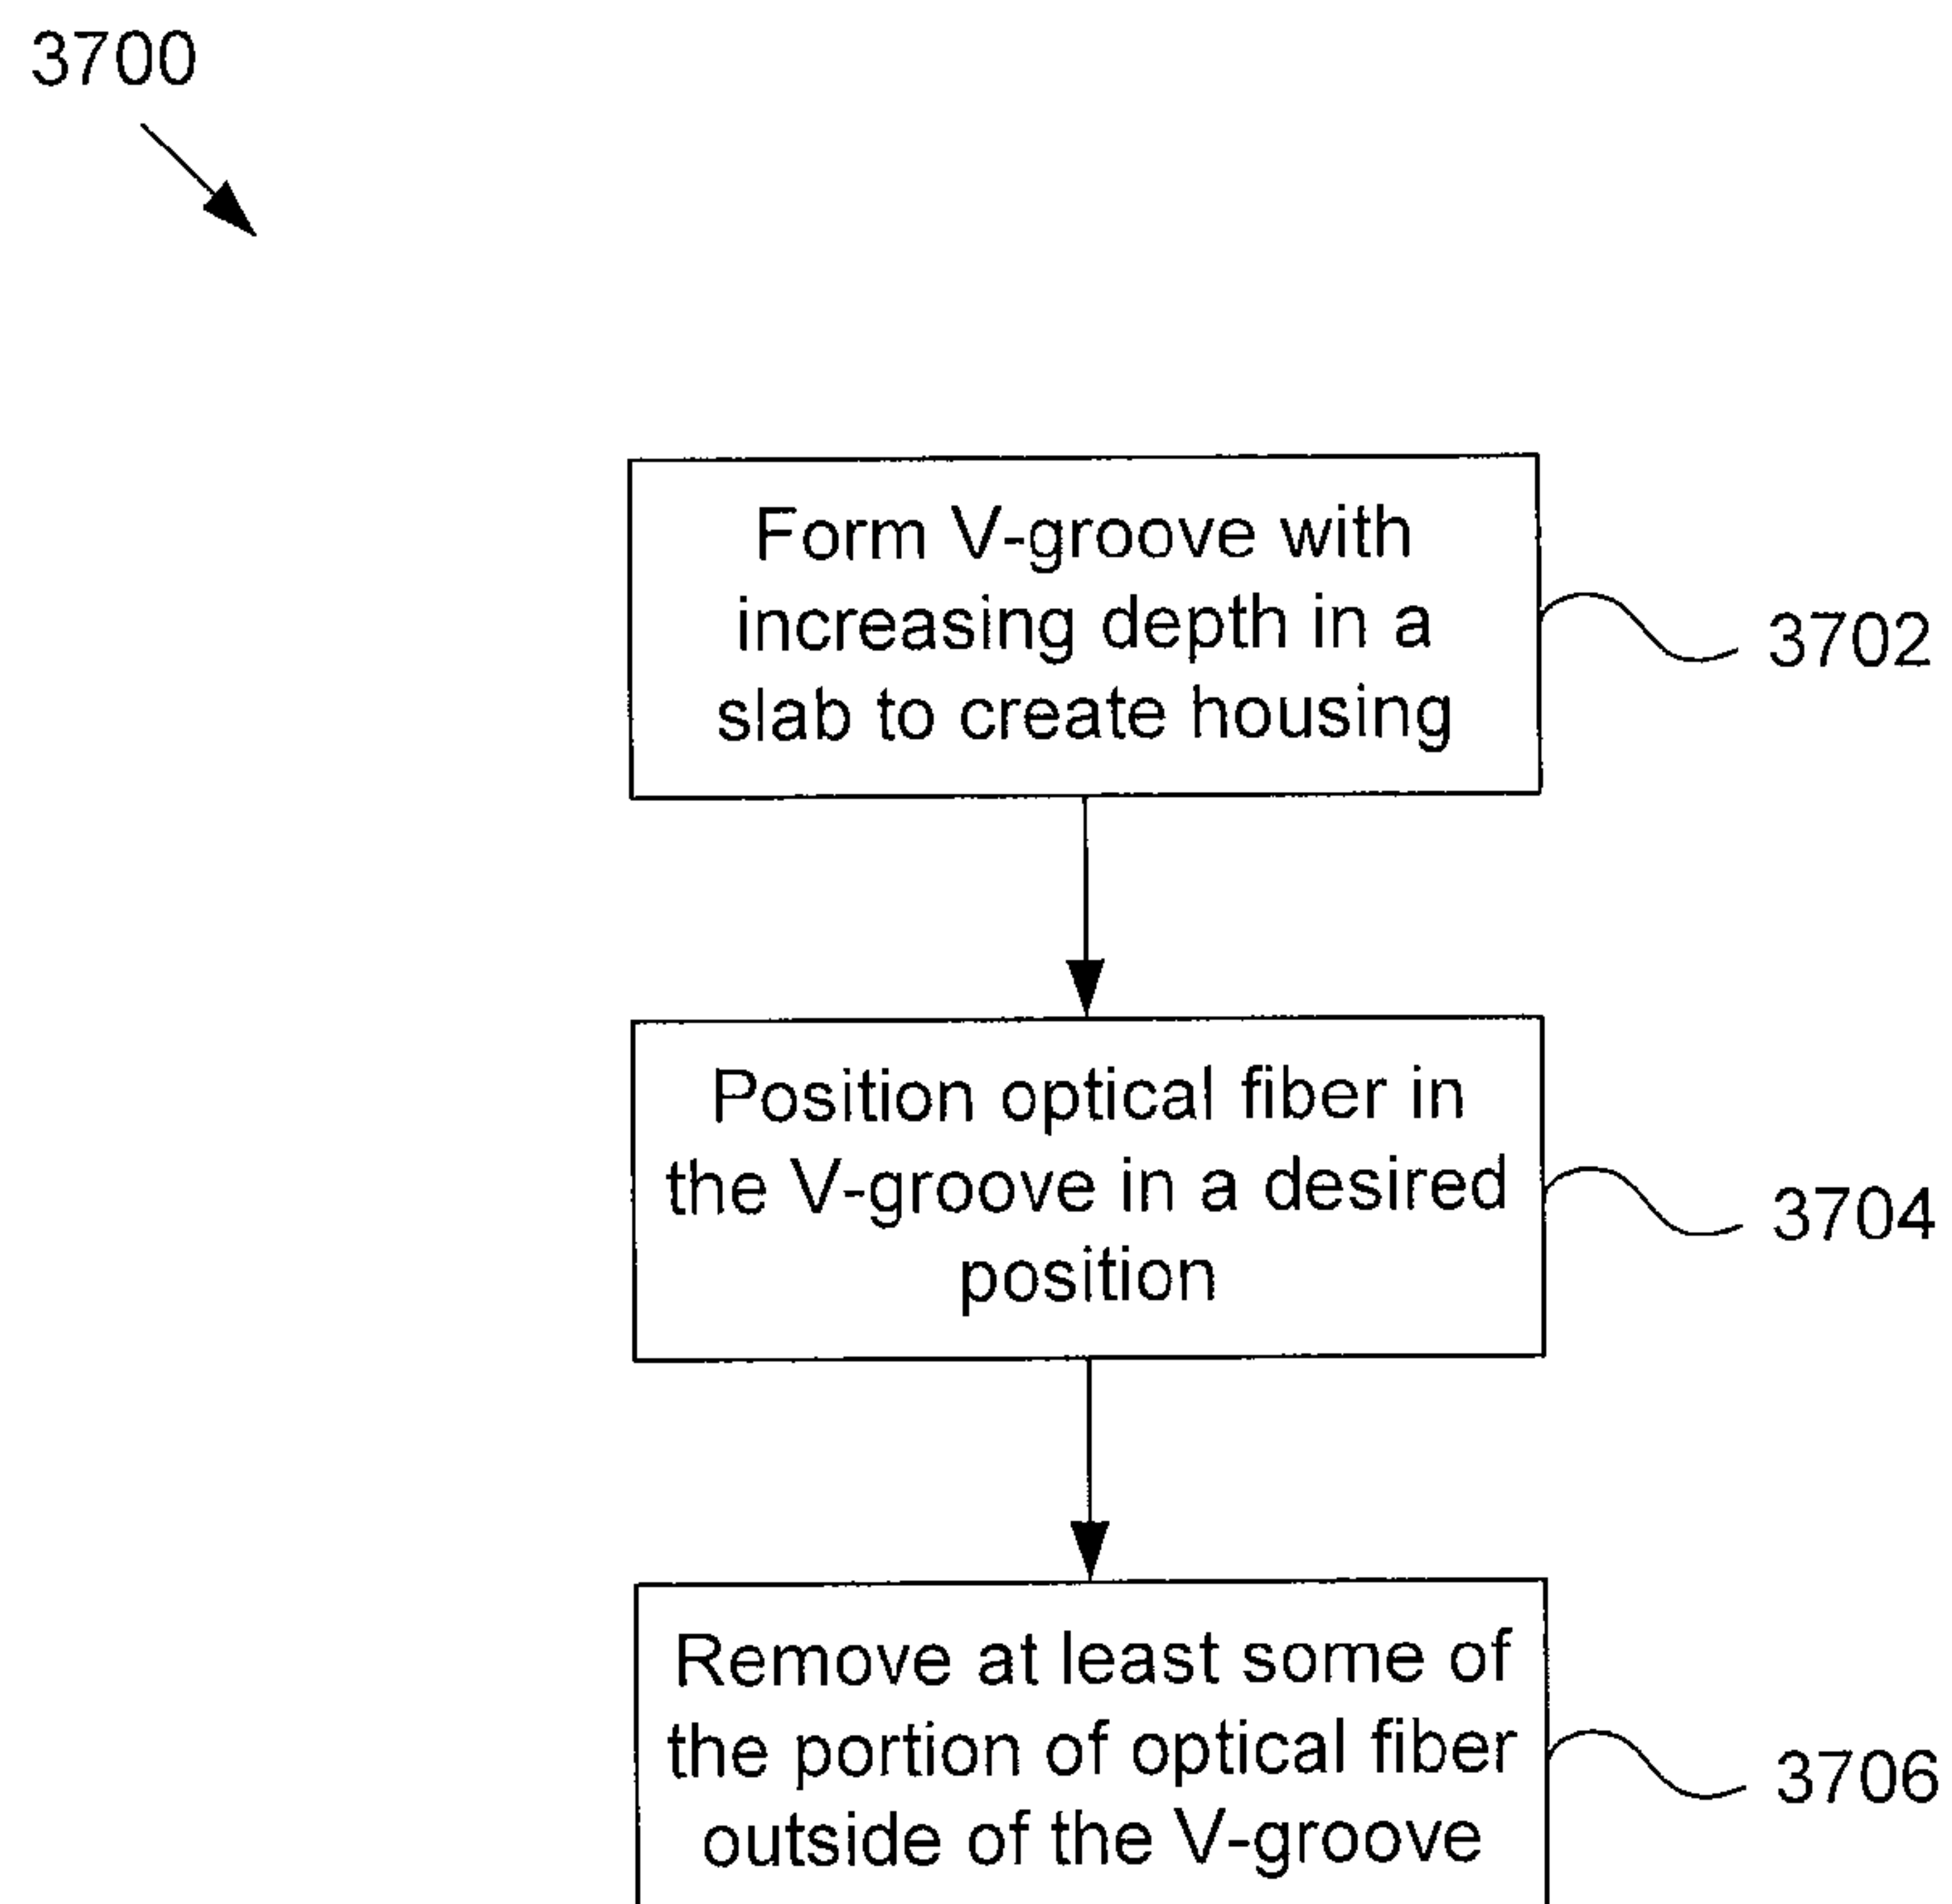 3700
Form V-groove with
increasing depth in a
slab to create housing
3702
Position optical fiber in
the V-groove in a desired
position
3704
Remove at least some of
the portion of optical fiber
outside of the V-groove
3706